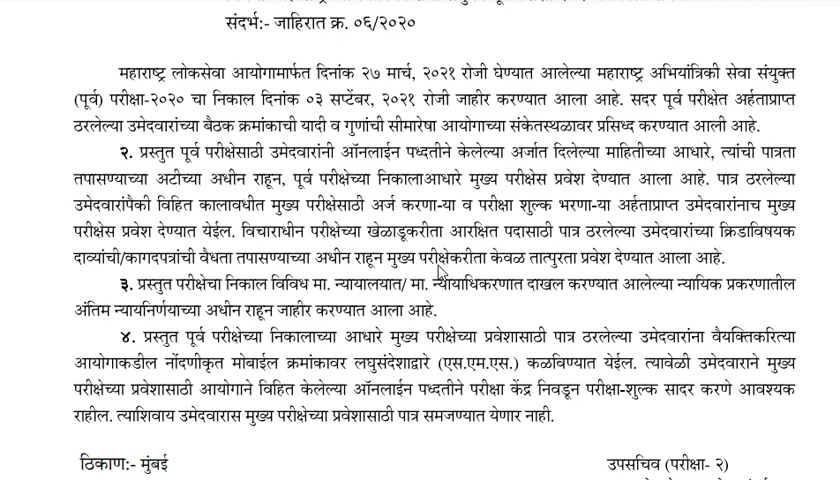 संदर्भ:- जाहिरात क्र. ०६/२०२०
महाराष्ट्र लोकसेवा आयोगामार्फत दिनांक २७ मार्च, २०२१ रोजी घेण्यात आलेल्या महाराष्ट्र अभियांत्रिकी सेवा संयुक्त
(पूर्व) परीक्षा-२०२० चा निकाल दिनांक ०३ सप्टेंबर, २०२१ रोजी जाहीर करण्यात आला आहे. सदर पूर्व परीक्षेत अर्हताप्राप्त
ठरलेल्या उमेदवारांच्या बैठक क्रमांकाची यादी व गुणांची सीमारेषा आयोगाच्या संकेतस्थळावर प्रसिध्द करण्यात आली आहे.
२. प्रस्तुत पूर्व परीक्षेसाठी उमेदवारांनी ऑनलाईन पध्दतीने केलेल्या अर्जात दिलेल्या माहितीच्या आधारे, त्यांची पात्रता
तपासण्याच्या अटीच्या अधीन राहून, पूर्व परीक्षेच्या निकालाआधारे मुख्य परीक्षेस प्रवेश देण्यात आला आहे. पात्र ठरलेल्या
उमेदवारांपैकी विहित कालावधीत मुख्य परीक्षेसाठी अर्ज करणा-या व परीक्षा शुल्क भरणा-या अर्हताप्राप्त उमेदवारांनाच मुख्य
परीक्षेस प्रवेश देण्यात येईल. विचाराधीन परीक्षेच्या खेळाडूकरीता आरक्षित पदासाठी पात्र ठरलेल्या उमेदवारांच्या क्रिडाविषयक
दाव्यांची/कागदपत्रांची वैधता तपासण्याच्या अधीन राहून मुख्य परीक्षेकरीता केवळ तात्पुरता प्रवेश देण्यात आला आहे.
३. प्रस्तुत परीक्षेचा निकाल विविध मा. न्यायालयात/ मा. न्यायाधिकरणात दाखल करण्यात आलेल्या न्यायिक प्रकरणातील
अंतिम न्यायनिर्णयाच्या अधीन राहून जाहीर करण्यात आला आहे.
४. प्रस्तुत पूर्व परीक्षेच्या निकालाच्या आधारे मुख्य परीक्षेच्या प्रवेशासाठी पात्र ठरलेल्या उमेदवारांना वैयक्तिकरित्या
आयोगाकडील नोंदणीकृत मोबाईल क्रमांकावर लघुसंदेशाद्वारे (एस.एम.एस.) कळविण्यात येईल. त्यावेळी उमेदवाराने मुख्य
परीक्षेच्या प्रवेशासाठी आयोगाने विहित केलेल्या ऑनलाईन पध्दतीने परीक्षा केंद्र निवडून परीक्षा-शुल्क सादर करणे आवश्यक
राहील. त्याशिवाय उमेदवारास मुख्य परीक्षेच्या प्रवेशासाठी पात्र समजण्यात येणार नाही.
ठिकाण:- मुंबई
उपसचिव (परीक्षा- २)